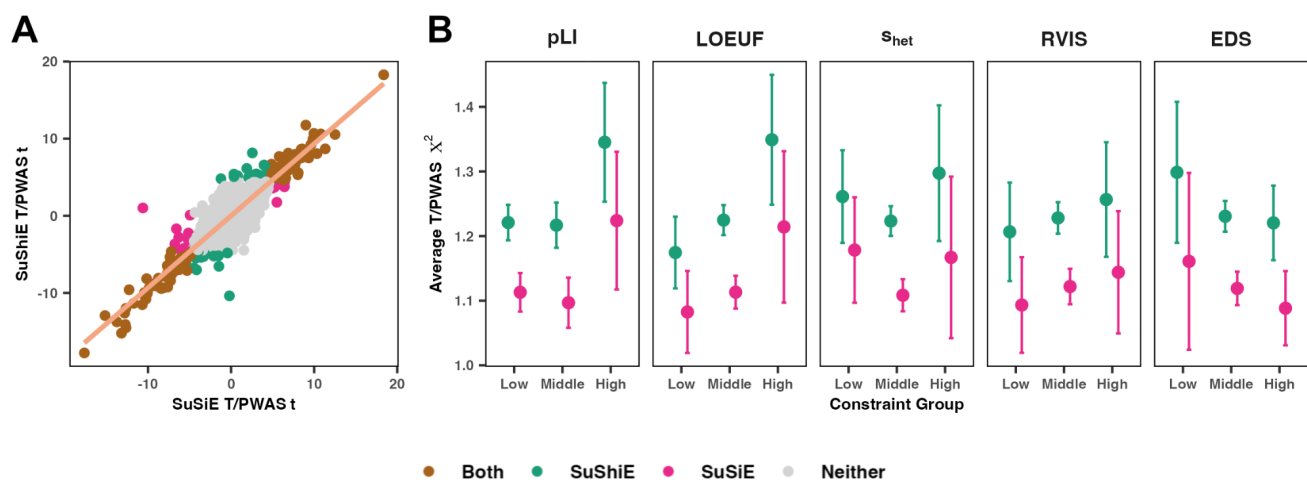 A
SuShiE T/PWAS t
20
10
0
-10
-10
0
10
20
SuSiE T/PWAS t
B
Average T/PWAS χ²
1.4
1.3
1.2
1.1
1.0
pLI
LOEUF
s_het
RVIS
EDS
Low Middle High
Low Middle High
Low Middle High
Low Middle High
Low Middle High
Constraint Group
Both SuShiE SuSiE Neither